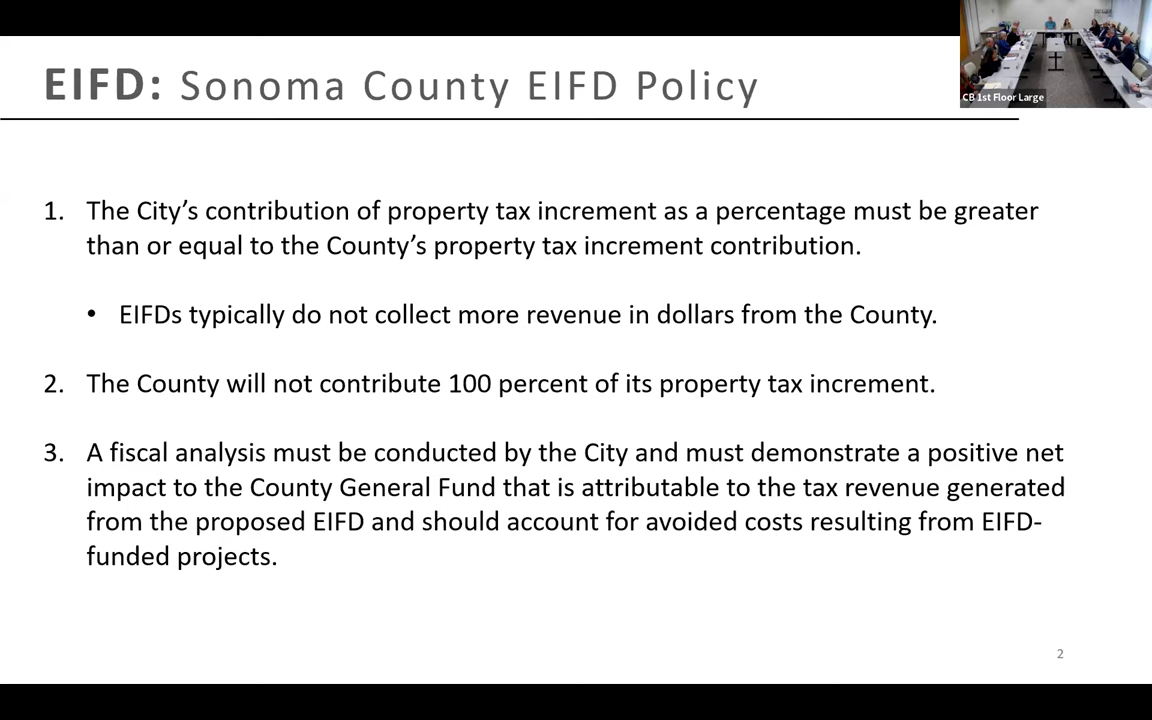 EIFD: Sonoma County EIFD Policy
CB 1st Floor Large
1. The City’s contribution of property tax increment as a percentage must be greater
than or equal to the County’s property tax increment contribution.
• EIFDs typically do not collect more revenue in dollars from the County.
2. The County will not contribute 100 percent of its property tax increment.
3. A fiscal analysis must be conducted by the City and must demonstrate a positive net
impact to the County General Fund that is attributable to the tax revenue generated
from the proposed EIFD and should account for avoided costs resulting from EIFD-
funded projects.
2